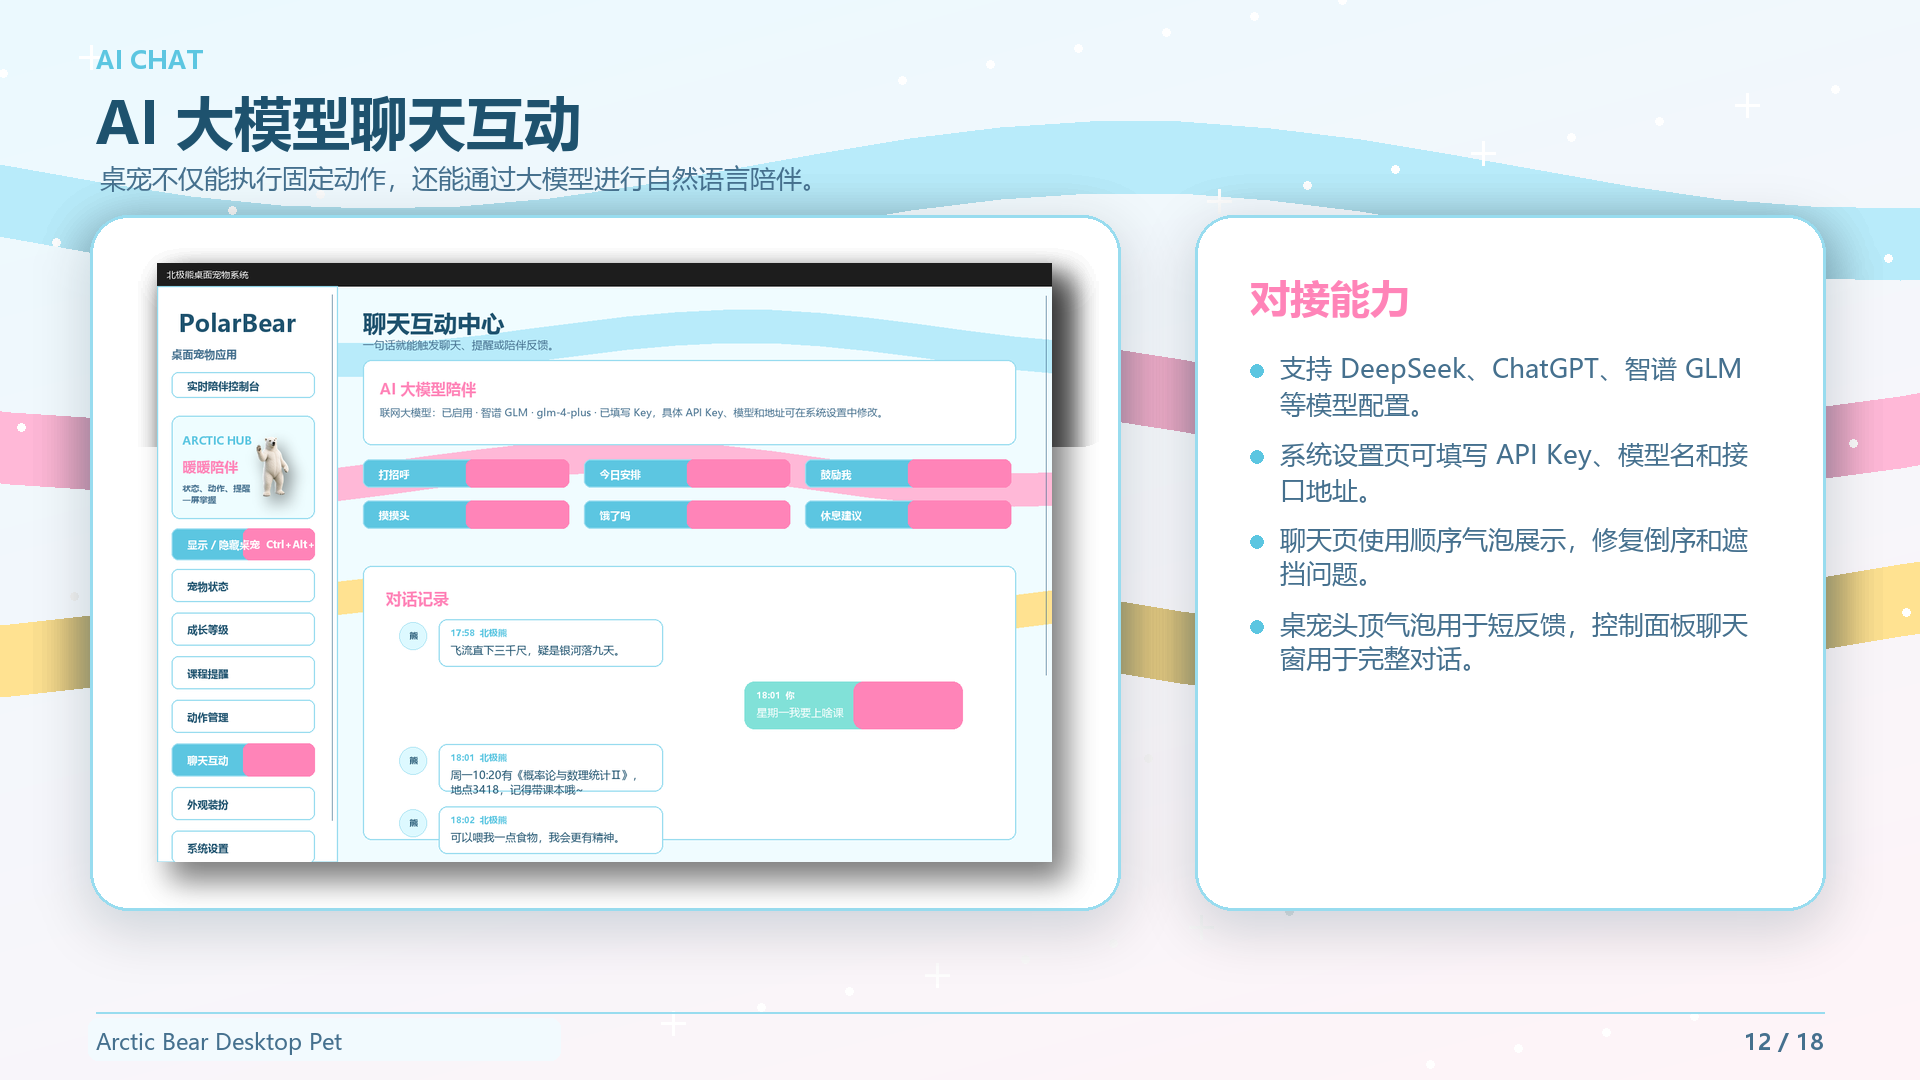 AI CHAT
AI 大模型聊天互动
桌宠不仅能执行固定动作，还能通过大模型进行自然语言陪伴。
北极熊桌面宠物系统
PolarBear
桌面宠物应用
实时陪伴控制台
ARCTIC HUB
暖暖陪伴
状态、动作、提醒
一屏掌握
显示 / 隐藏桌宠 Ctrl+Alt+
宠物状态
成长等级
课程提醒
动作管理
聊天互动
外观装扮
系统设置
聊天互动中心
一句话就能触发聊天、提醒或陪伴反馈。
AI 大模型陪伴
联网大模型：已启用 · 智谱 GLM · glm-4-plus · 已填写 Key，具体 API Key、模型和地址可在系统设置中修改。
打招呼
今日安排
鼓励我
摸摸头
饿了吗
休息建议
对话记录
熊
17:58 北极熊
飞流直下三千尺，疑是银河落九天。
18:01 你
星期一我要上啥课
熊
18:01 北极熊
周一10:20有《概率论与数理统计Ⅱ》，
地点3418，记得带课本哦~
熊
18:02 北极熊
可以喂我一点食物，我会更有精神。
对接能力
支持 DeepSeek、ChatGPT、智谱 GLM
等模型配置。
系统设置页可填写 API Key、模型名和接
口地址。
聊天页使用顺序气泡展示，修复倒序和遮
挡问题。
桌宠头顶气泡用于短反馈，控制面板聊天
窗用于完整对话。
Arctic Bear Desktop Pet
12 / 18